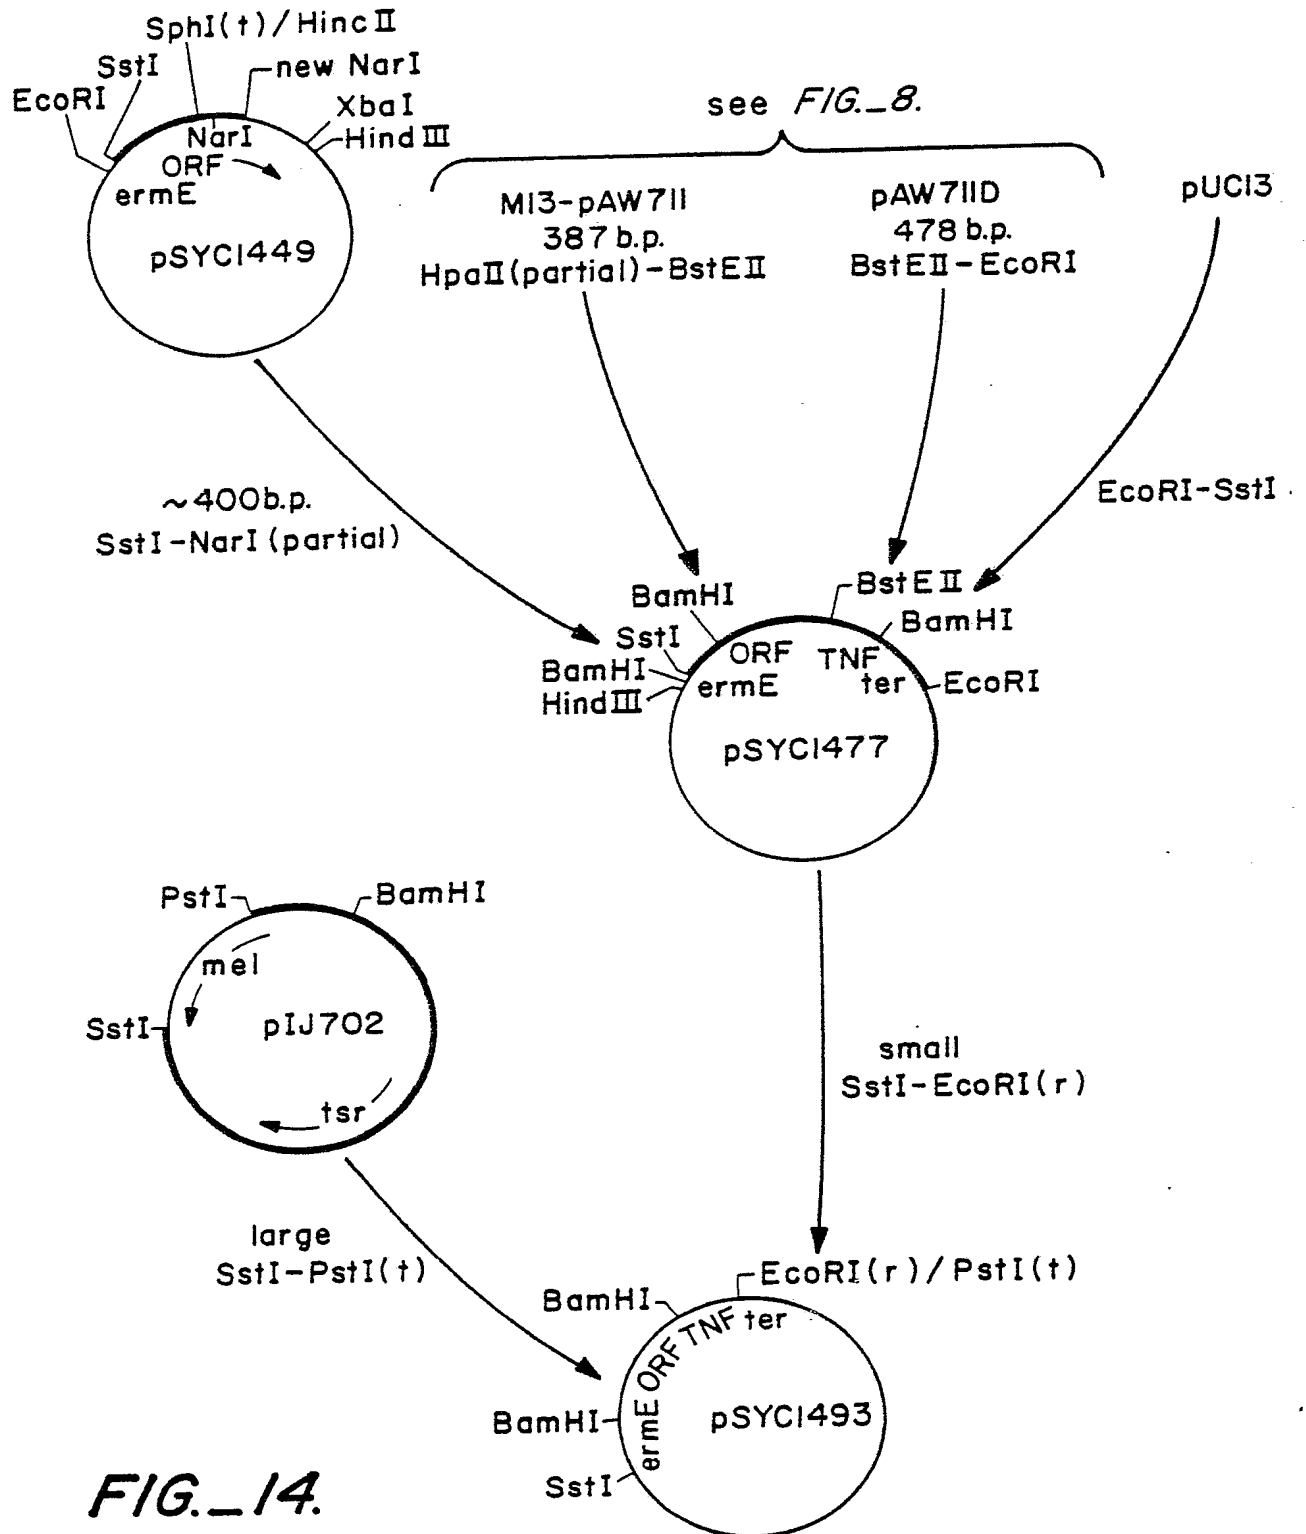 SphI(t)/HincII
SstI
new NarI
EcoRI
XbaI
HindIII
NarI
ORF
ermE
pSYC1449
see FIG._8.
M13-pAW711
387 b.p.
HpaII(partial)-BstEII
pAW711D
478 b.p.
BstEII-EcoRI
pUC13
~400b.p.
SstI-NarI(partial)
EcoRI-SstI
BamHI
BstEII
SstI
BamHI
BamHI
HindIII
ORF
TNF
ermE
ter
EcoRI
pSYC1477
PstI
BamHI
mel
SstI
pIJ702
tsr
small
SstI-EcoRI(r)
large
SstI-PstI(t)
EcoRI(r)/PstI(t)
BamHI
ermE ORF TNF ter
BamHI
pSYC1493
SstI
FIG._14.